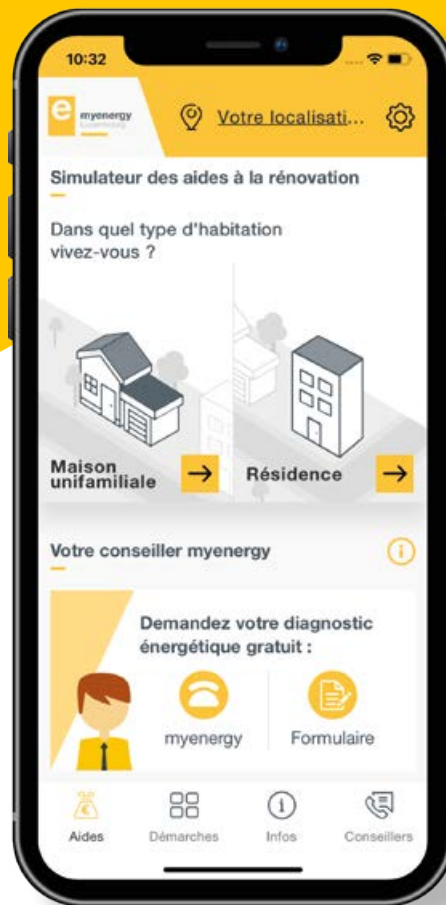 10:32
e
myenergy
Luxembourg
Votre localisati...
Simulateur des aides à la rénovation
Dans quel type d'habitation
vivez-vous ?
Maison
unifamiliale
Résidence
Votre conseiller myenergy
i
Demandez votre diagnostic
énergétique gratuit :
myenergy
Formulaire
€
i
Aides
Démarches
Infos
Conseillers